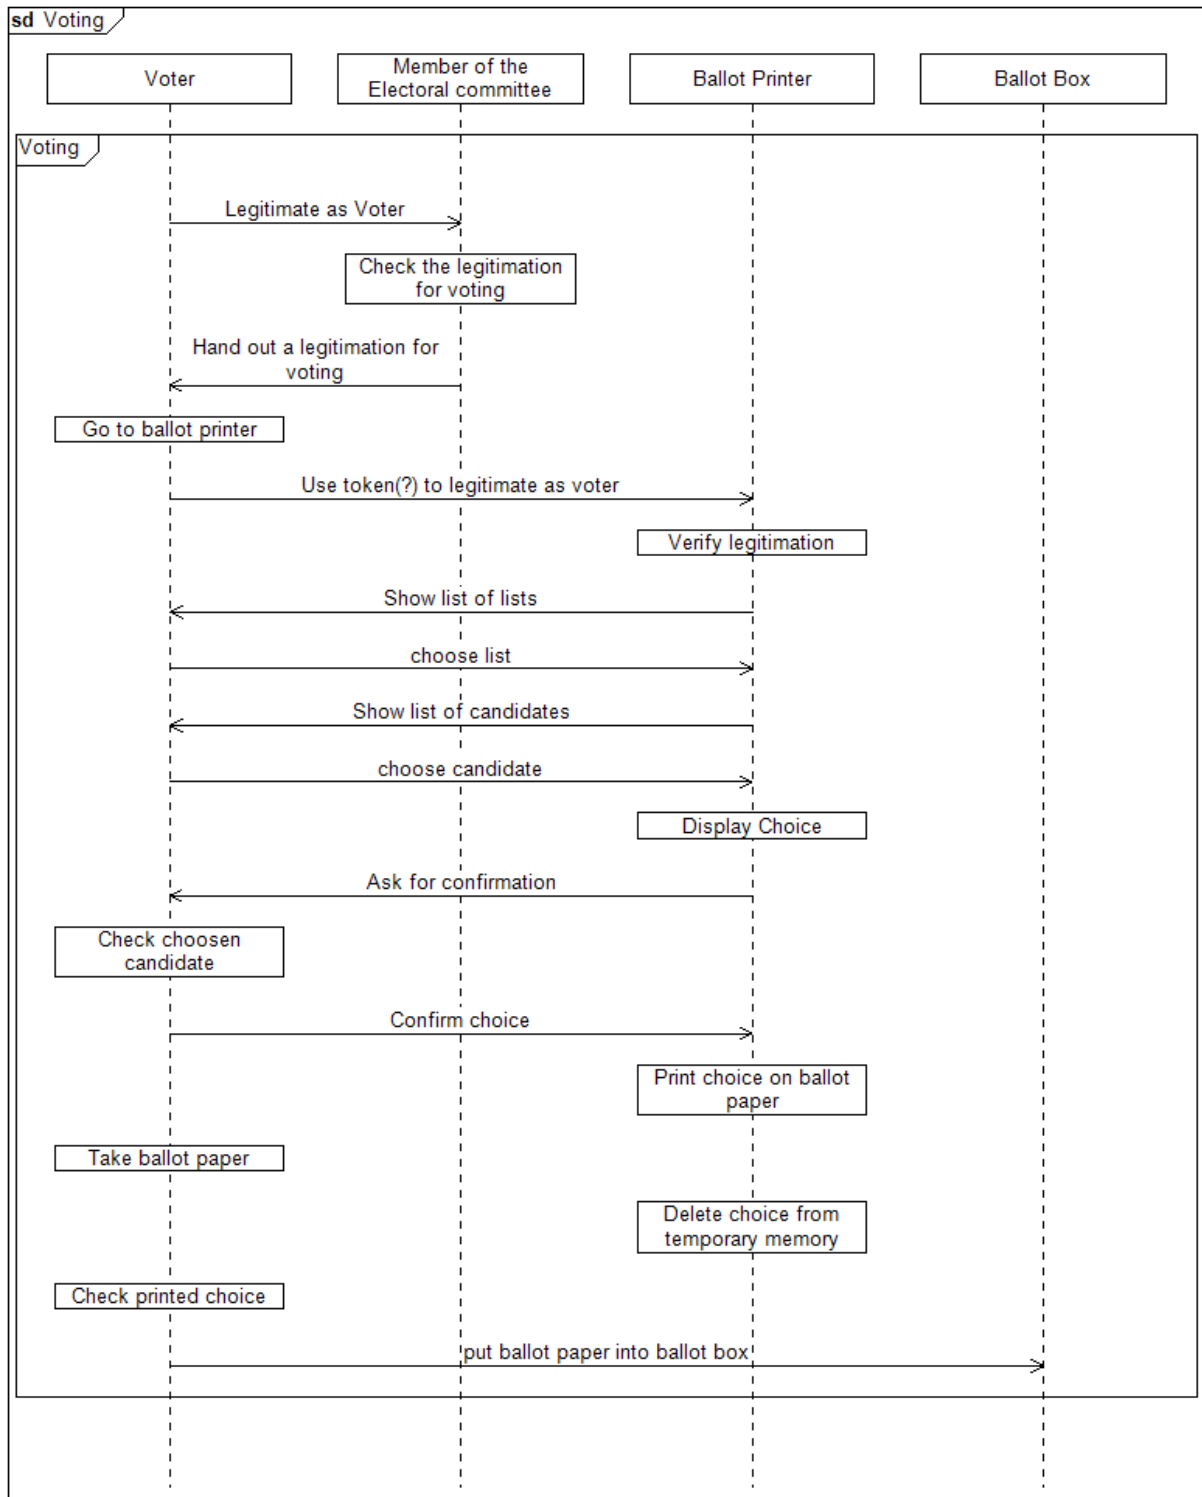 sd Voting
Voter
Member of the
Electoral committee
Ballot Printer
Ballot Box
Voting
Legitimate as Voter
Check the legitimation
for voting
Hand out a legitimation for
voting
Go to ballot printer
Use token(?) to legitimate as voter
Verify legitimation
Show list of lists
choose list
Show list of candidates
choose candidate
Display Choice
Ask for confirmation
Check choosen
candidate
Confirm choice
Print choice on ballot
paper
Take ballot paper
Delete choice from
temporary memory
Check printed choice
put ballot paper into ballot box